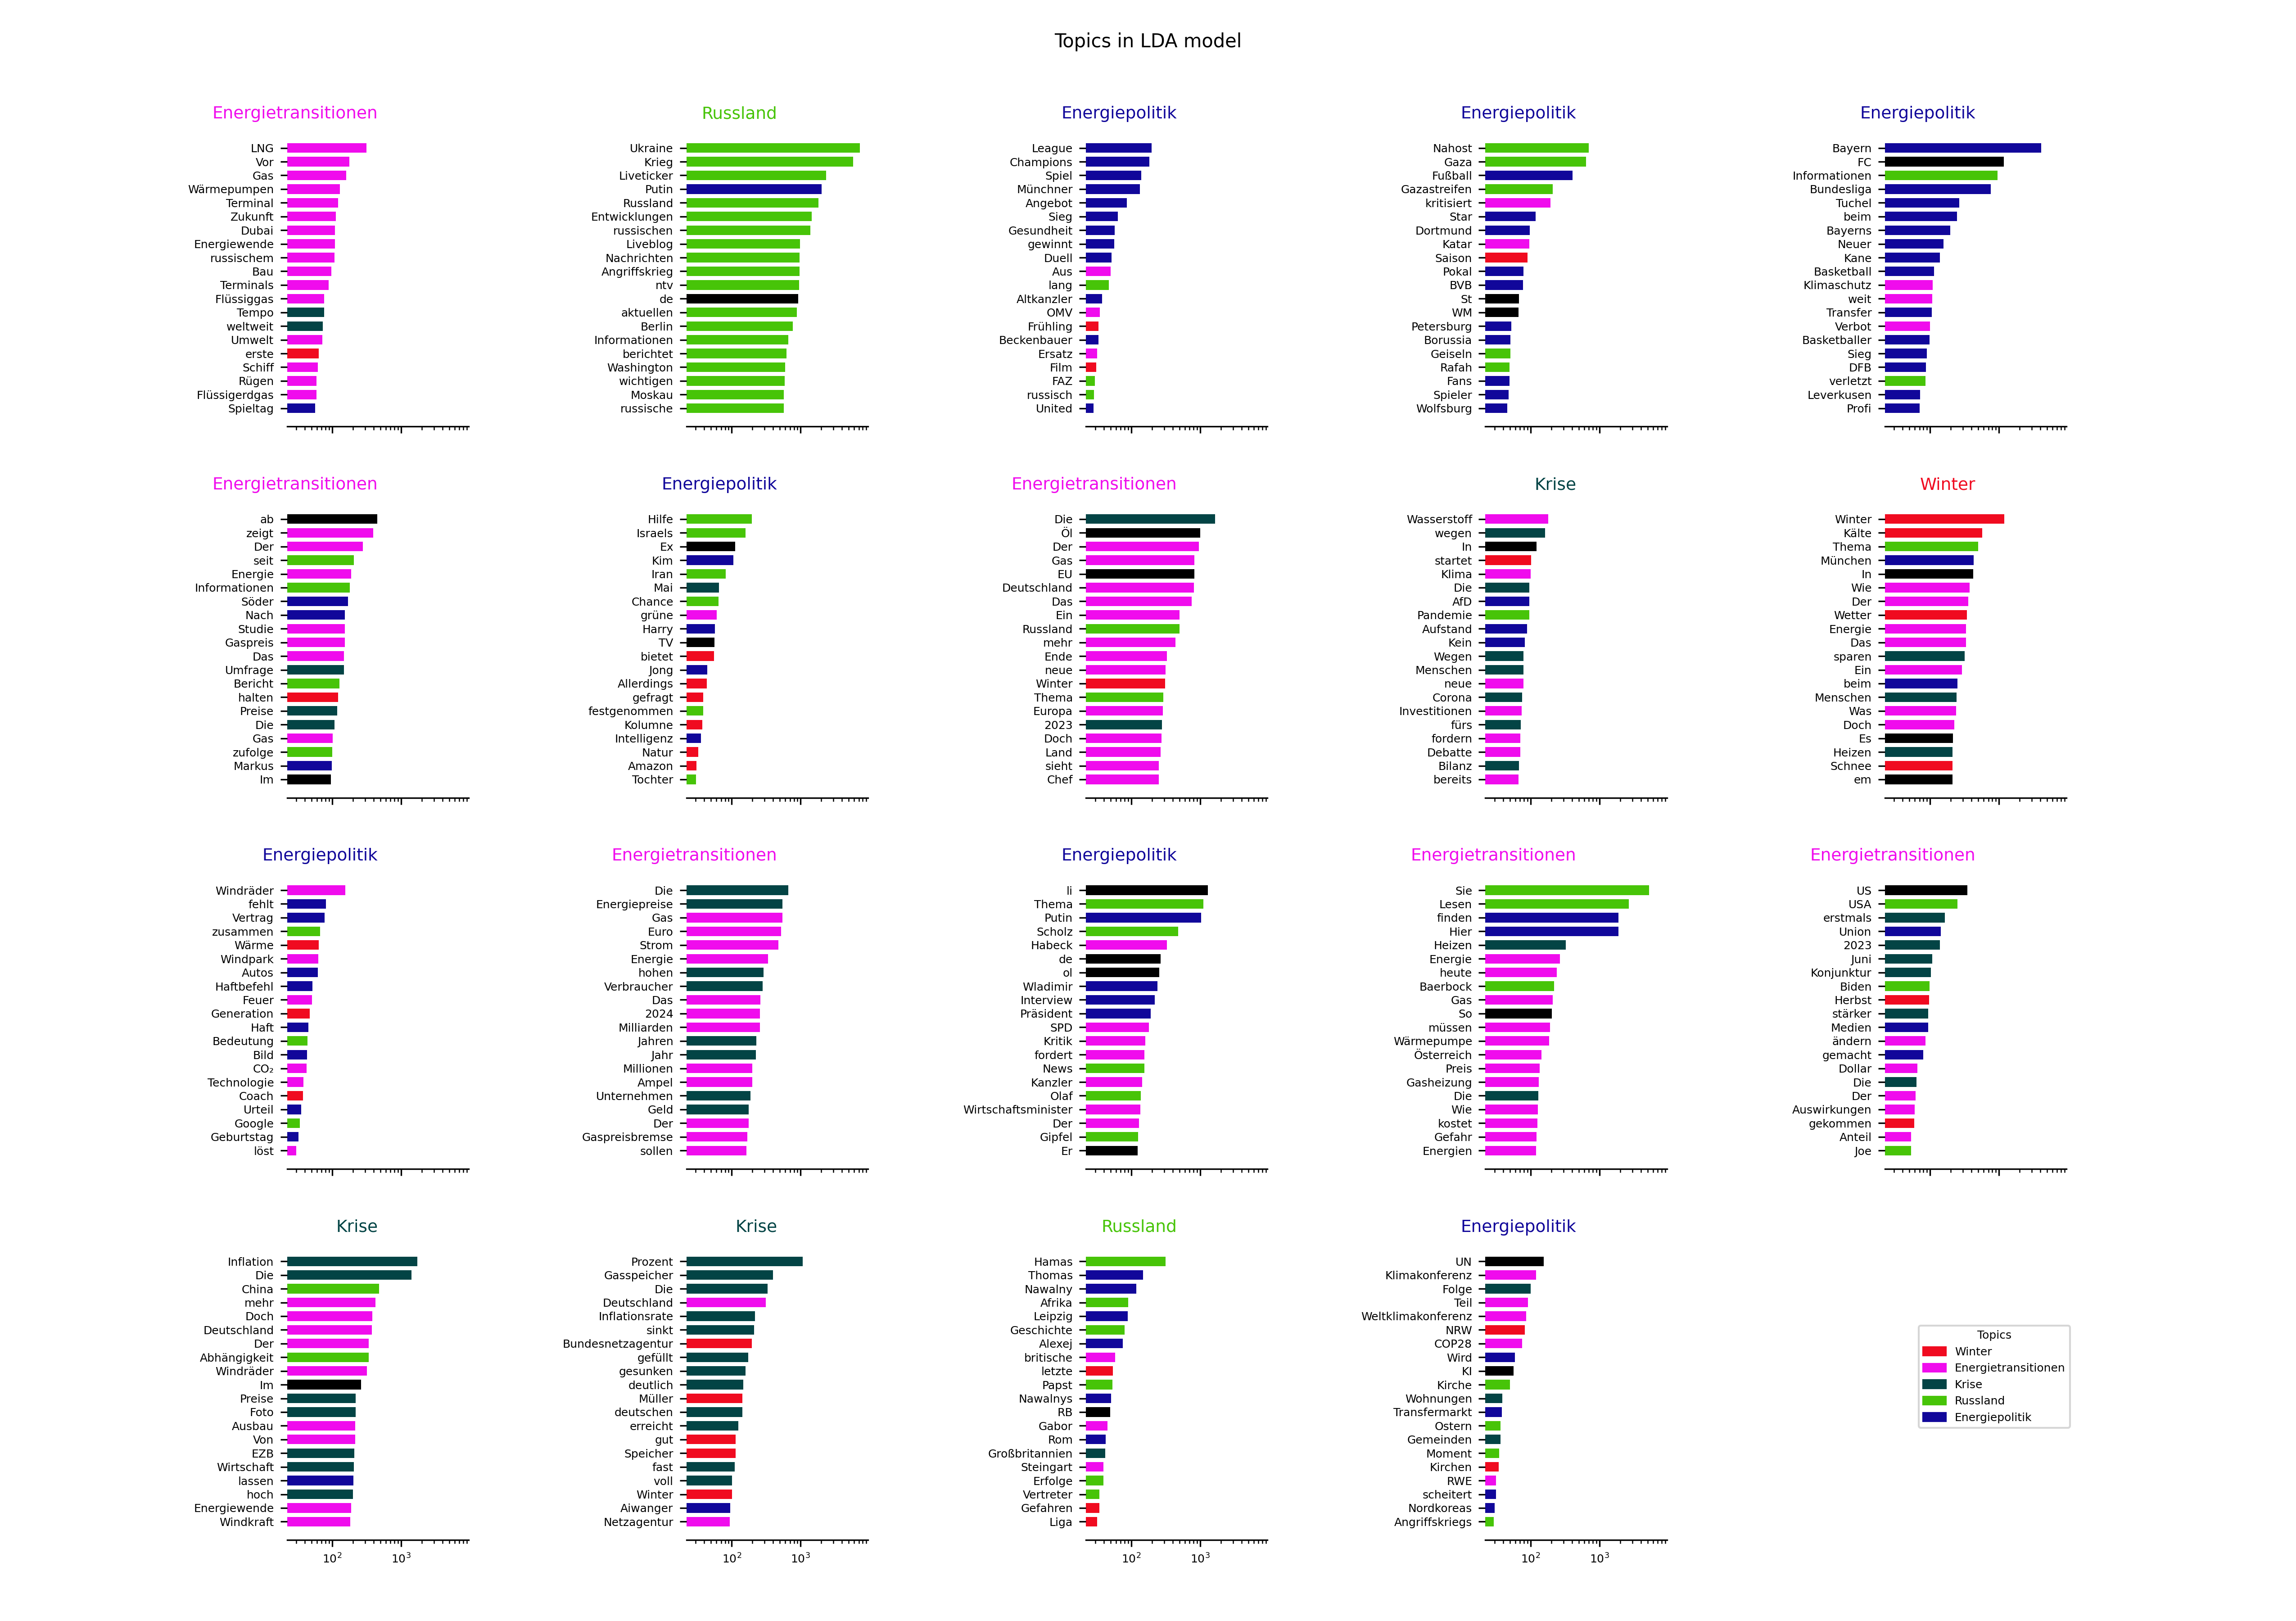 Topics in LDA model
Energietransitionen
LNG
Vor
Gas
Wärmepumpen
Terminal
Zukunft
Dubai
Energiewende
russischem
Bau
Terminals
Flüssiggas
Tempo
weltweit
Umwelt
erste
Schiff
Rügen
Flüssigerdgas
Spieltag
Russland
Ukraine
Krieg
Liveticker
Putin
Russland
Entwicklungen
russischen
Liveblog
Nachrichten
Angriffskrieg
ntv
de
aktuellen
Berlin
Informationen
berichtet
Washington
wichtigen
Moskau
russische
Energiepolitik
League
Champions
Spiel
Münchner
Angebot
Sieg
Gesundheit
gewinnt
Duell
Aus
lang
Altkanzler
OMV
Frühling
Beckenbauer
Ersatz
Film
FAZ
russisch
United
Energiepolitik
Nahost
Gaza
Fußball
Gazastreifen
kritisiert
Star
Dortmund
Katar
Saison
Pokal
BVB
St
WM
Petersburg
Borussia
Geiseln
Rafah
Fans
Spieler
Wolfsburg
Energiepolitik
Bayern
FC
Informationen
Bundesliga
Tuchel
beim
Bayerns
Neuer
Kane
Basketball
Klimaschutz
weit
Transfer
Verbot
Basketballer
Sieg
DFB
verletzt
Leverkusen
Profi
Energietransitionen
ab
zeigt
Der
seit
Energie
Informationen
Söder
Nach
Studie
Gaspreis
Das
Umfrage
Bericht
halten
Preise
Die
Gas
zufolge
Markus
Im
Energiepolitik
Hilfe
Israels
Ex
Kim
Iran
Mai
Chance
grüne
Harry
TV
bietet
Jong
Allerdings
gefragt
festgenommen
Kolumne
Intelligenz
Natur
Amazon
Tochter
Energietransitionen
Die
Öl
Der
Gas
EU
Deutschland
Das
Ein
Russland
mehr
Ende
neue
Winter
Thema
Europa
2023
Doch
Land
sieht
Chef
Krise
Wasserstoff
wegen
In
startet
Klima
Die
AfD
Pandemie
Aufstand
Kein
Wegen
Menschen
neue
Corona
Investitionen
fürs
fordern
Debatte
Bilanz
bereits
Winter
Winter
Kälte
Thema
München
In
Wie
Der
Wetter
Energie
Das
sparen
Ein
beim
Menschen
Was
Doch
Es
Heizen
Schnee
em
Energiepolitik
Windräder
fehlt
Vertrag
zusammen
Wärme
Windpark
Autos
Haftbefehl
Feuer
Generation
Haft
Bedeutung
Bild
CO₂
Technologie
Coach
Urteil
Google
Geburtstag
löst
Energietransitionen
Die
Energiepreise
Gas
Euro
Strom
Energie
hohen
Verbraucher
Das
2024
Milliarden
Jahren
Jahr
Millionen
Ampel
Unternehmen
Geld
Der
Gaspreisbremse
sollen
Energiepolitik
li
Thema
Putin
Scholz
Habeck
de
ol
Wladimir
Interview
Präsident
SPD
Kritik
fordert
News
Kanzler
Olaf
Wirtschaftsminister
Der
Gipfel
Er
Energietransitionen
Sie
Lesen
finden
Hier
Heizen
Energie
heute
Baerbock
Gas
So
müssen
Wärmepumpe
Österreich
Preis
Gasheizung
Die
Wie
kostet
Gefahr
Energien
Energietransitionen
US
USA
erstmals
Union
2023
Juni
Konjunktur
Biden
Herbst
stärker
Medien
ändern
gemacht
Dollar
Die
Der
Auswirkungen
gekommen
Anteil
Joe
Krise
Inflation
Die
China
mehr
Doch
Deutschland
Der
Abhängigkeit
Windräder
Im
Preise
Foto
Ausbau
Von
EZB
Wirtschaft
lassen
hoch
Energiewende
Windkraft
10² 10³
Krise
Prozent
Gasspeicher
Die
Deutschland
Inflationsrate
sinkt
Bundesnetzagentur
gefüllt
gesunken
deutlich
Müller
deutschen
erreicht
gut
Speicher
fast
voll
Winter
Aiwanger
Netzagentur
10² 10³
Russland
Hamas
Thomas
Nawalny
Afrika
Leipzig
Geschichte
Alexej
britische
letzte
Papst
Nawalnys
RB
Gabor
Rom
Großbritannien
Steingart
Erfolge
Vertreter
Gefahren
Liga
10² 10³
Energiepolitik
UN
Klimakonferenz
Folge
Teil
Weltklimakonferenz
NRW
COP28
Wird
KI
Kirche
Wohnungen
Transfermarkt
Ostern
Gemeinden
Moment
Kirchen
RWE
scheitert
Nordkoreas
Angriffskriegs
10² 10³
Topics
Winter
Energietransitionen
Krise
Russland
Energiepolitik